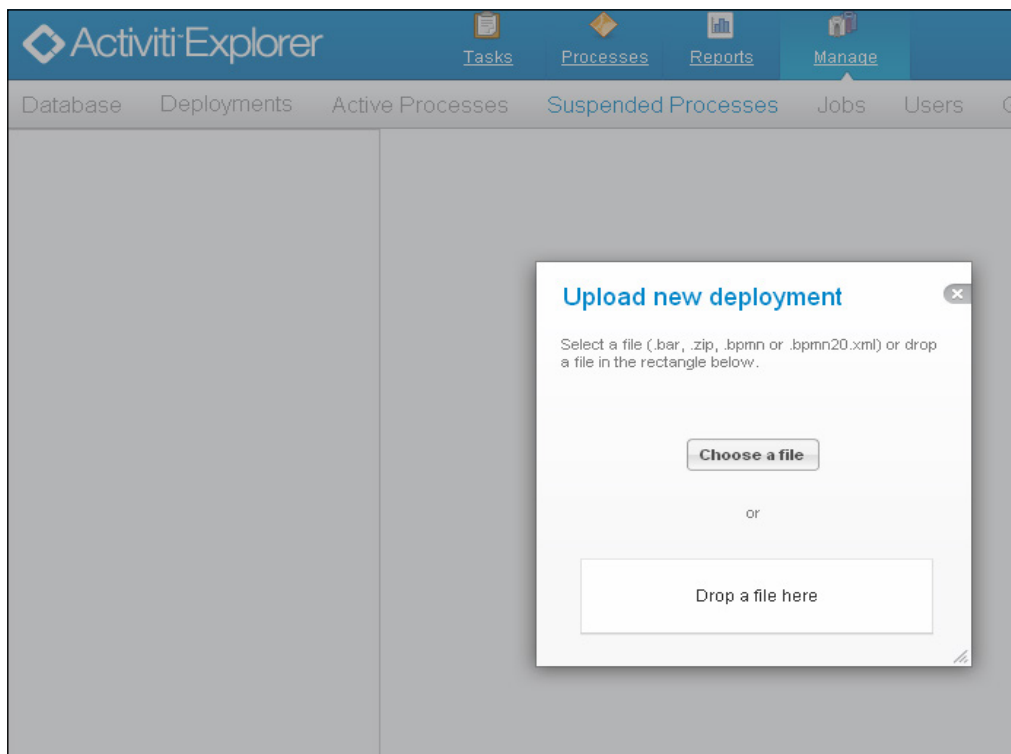 Activiti Explorer
Tasks Processes Reports Manage
Database Deployments Active Processes Suspended Processes Jobs Users
Upload new deployment
Select a file (.bar, .zip, .bpmn or .bpmn20.xml) or drop
a file in the rectangle below.
Choose a file
or
Drop a file here